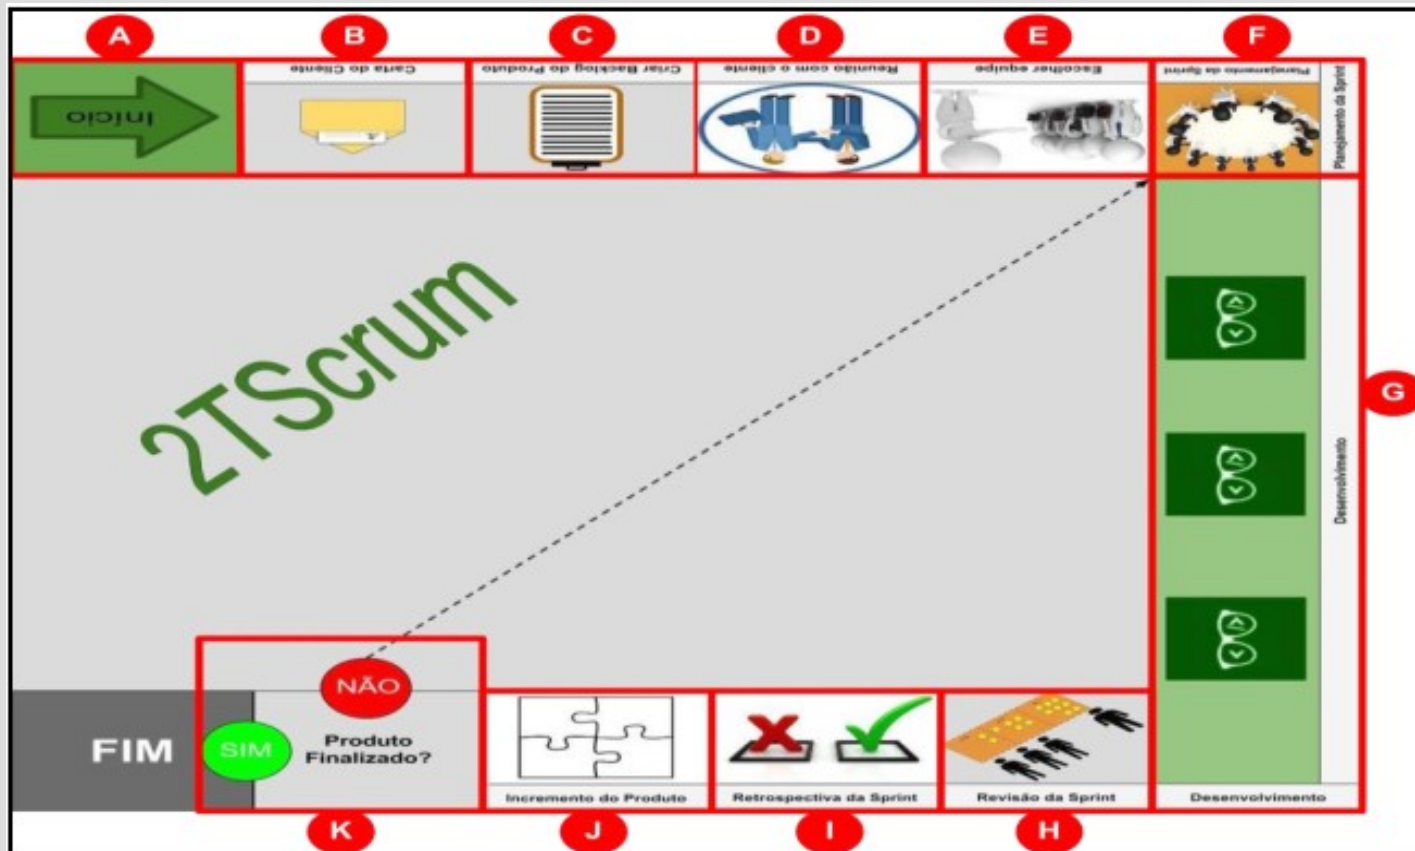 A
B
C
D
E
F
Início
Carta do Cliente
Criar Backlog do Produto
Reunião com o cliente
Escolher equipe
Planejamento da Sprint
Planejamento da Sprint
2TScrum
G
Desenvolvimento
NÃO
FIM
SIM
Produto
Finalizado?
Incremento do Produto
Retrospectiva da Sprint
Revisão da Sprint
Desenvolvimento
K
J
I
H